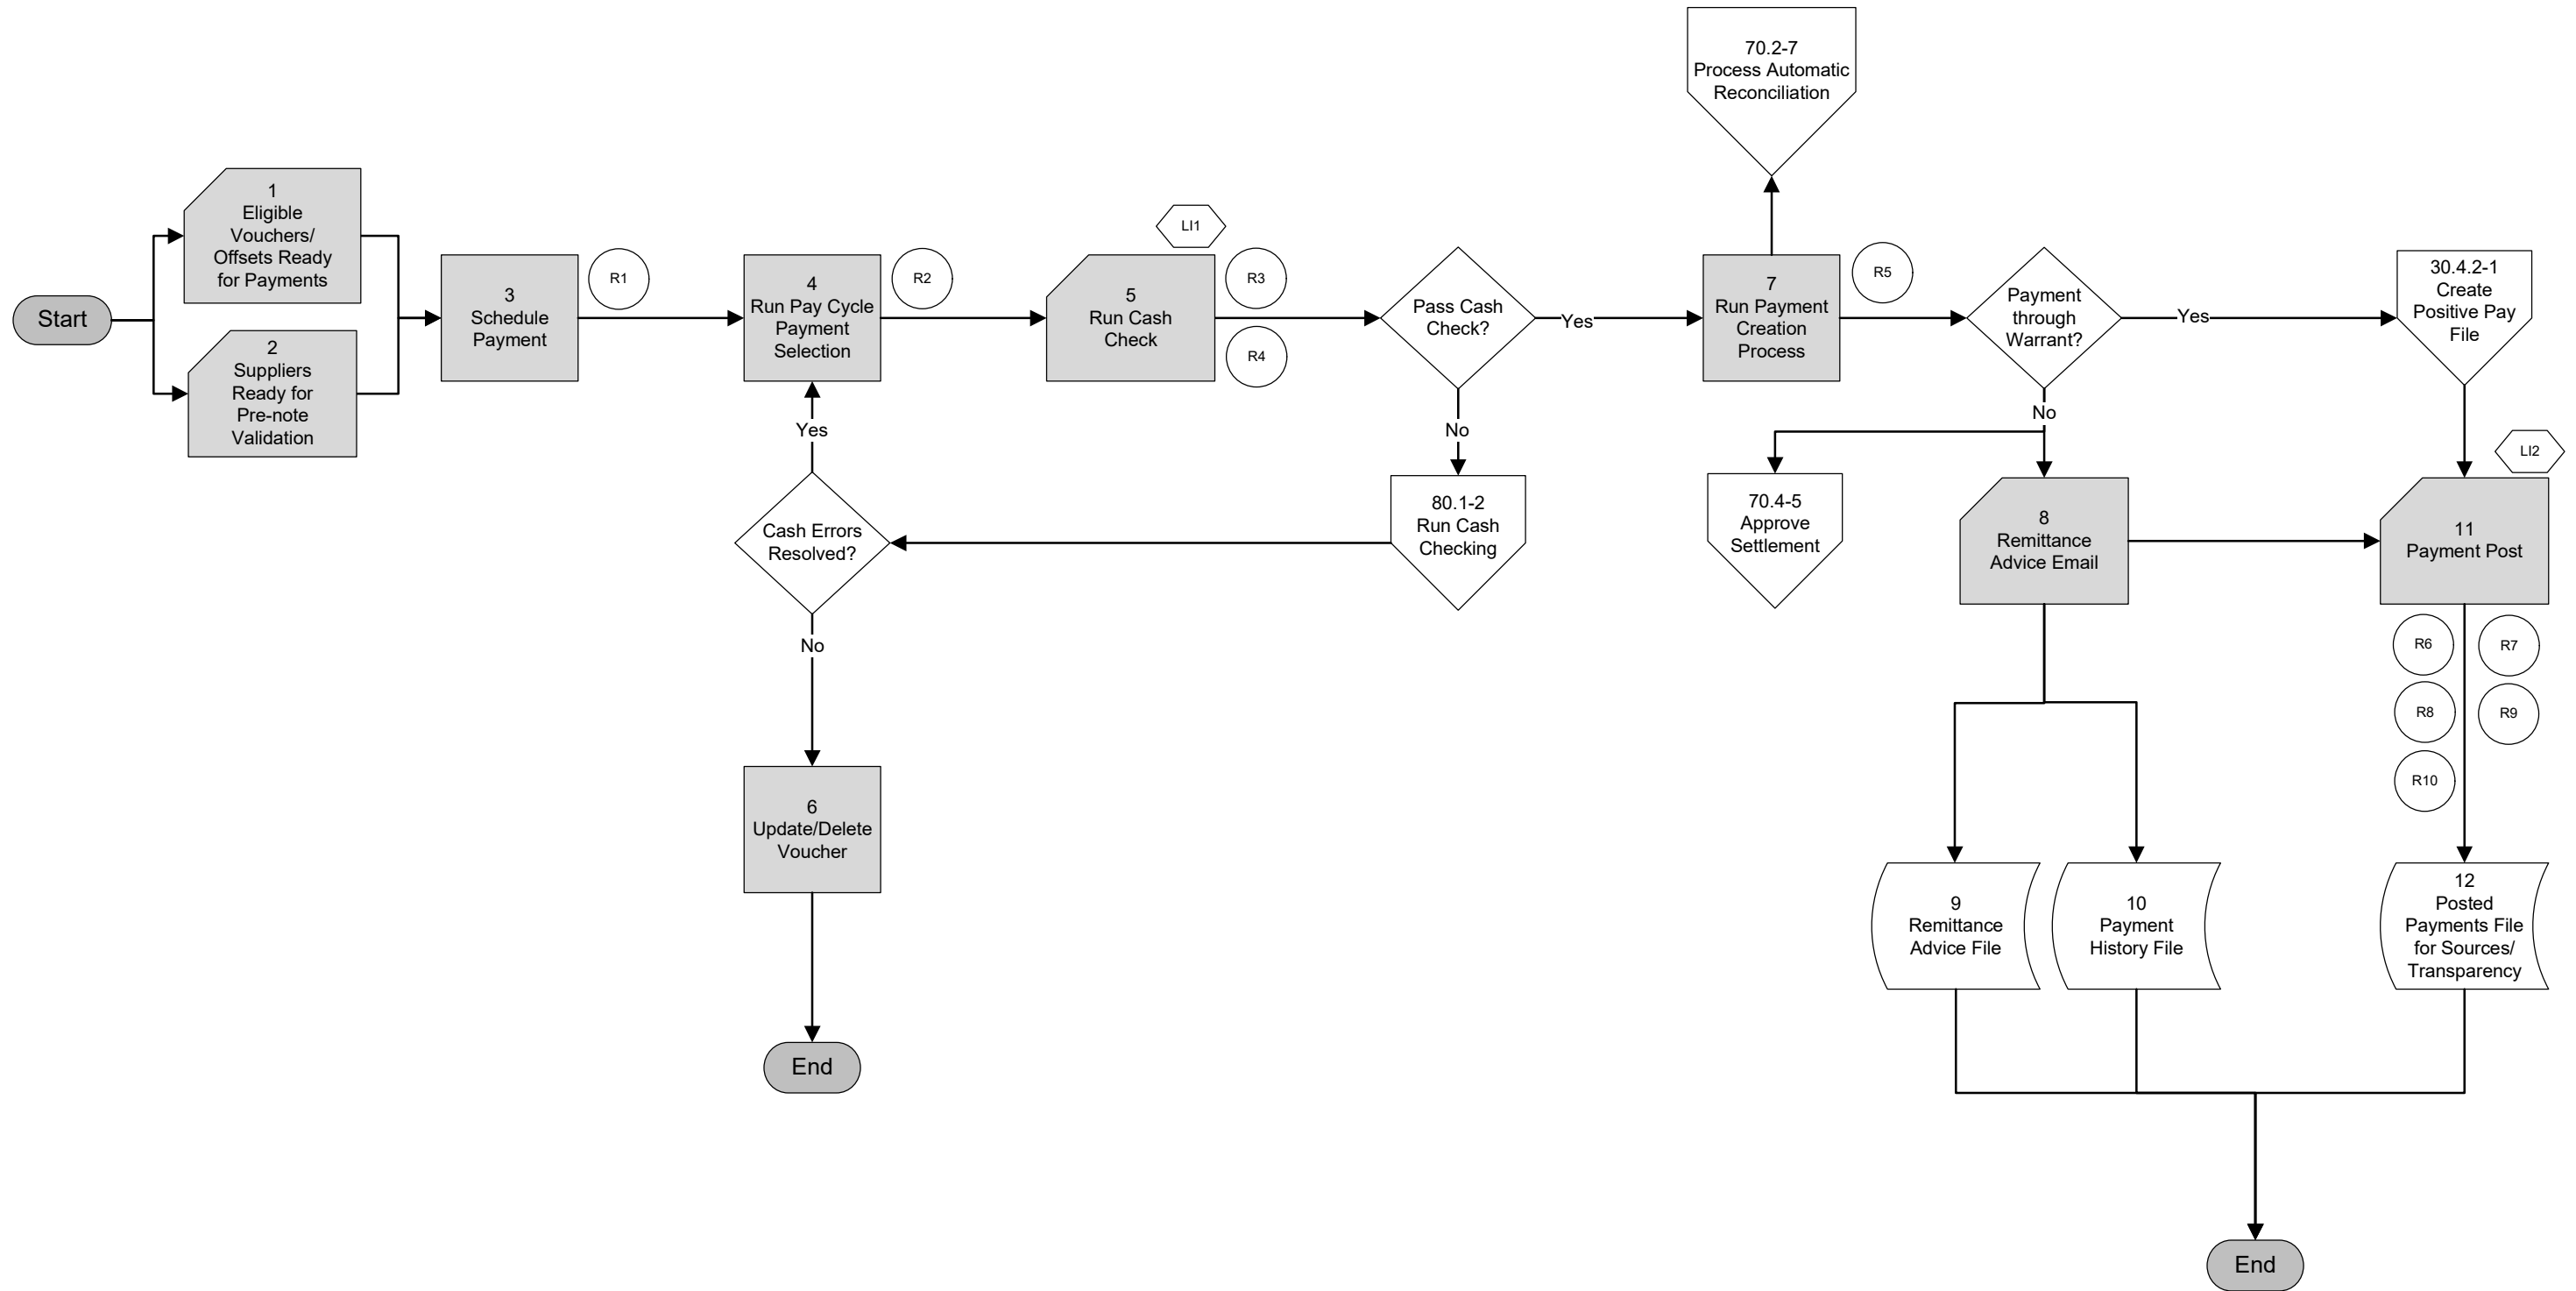 Start
1
Eligible
Vouchers/
Offsets Ready
for Payments
2
Suppliers
Ready for
Pre-note
Validation
3
Schedule
Payment
R1
4
Run Pay Cycle
Payment
Selection
R2
LI1
5
Run Cash
Check
R3
R4
Pass Cash
Check?
Yes
No
80.1-2
Run Cash
Checking
Cash Errors
Resolved?
Yes
No
6
Update/Delete
Voucher
End
70.2-7
Process Automatic
Reconciliation
7
Run Payment
Creation
Process
R5
Payment
through
Warrant?
Yes
No
30.4.2-1
Create
Positive Pay
File
70.4-5
Approve
Settlement
8
Remittance
Advice Email
LI2
11
Payment Post
R6
R7
R8
R9
R10
9
Remittance
Advice File
10
Payment
History File
12
Posted
Payments File
for Sources/
Transparency
End